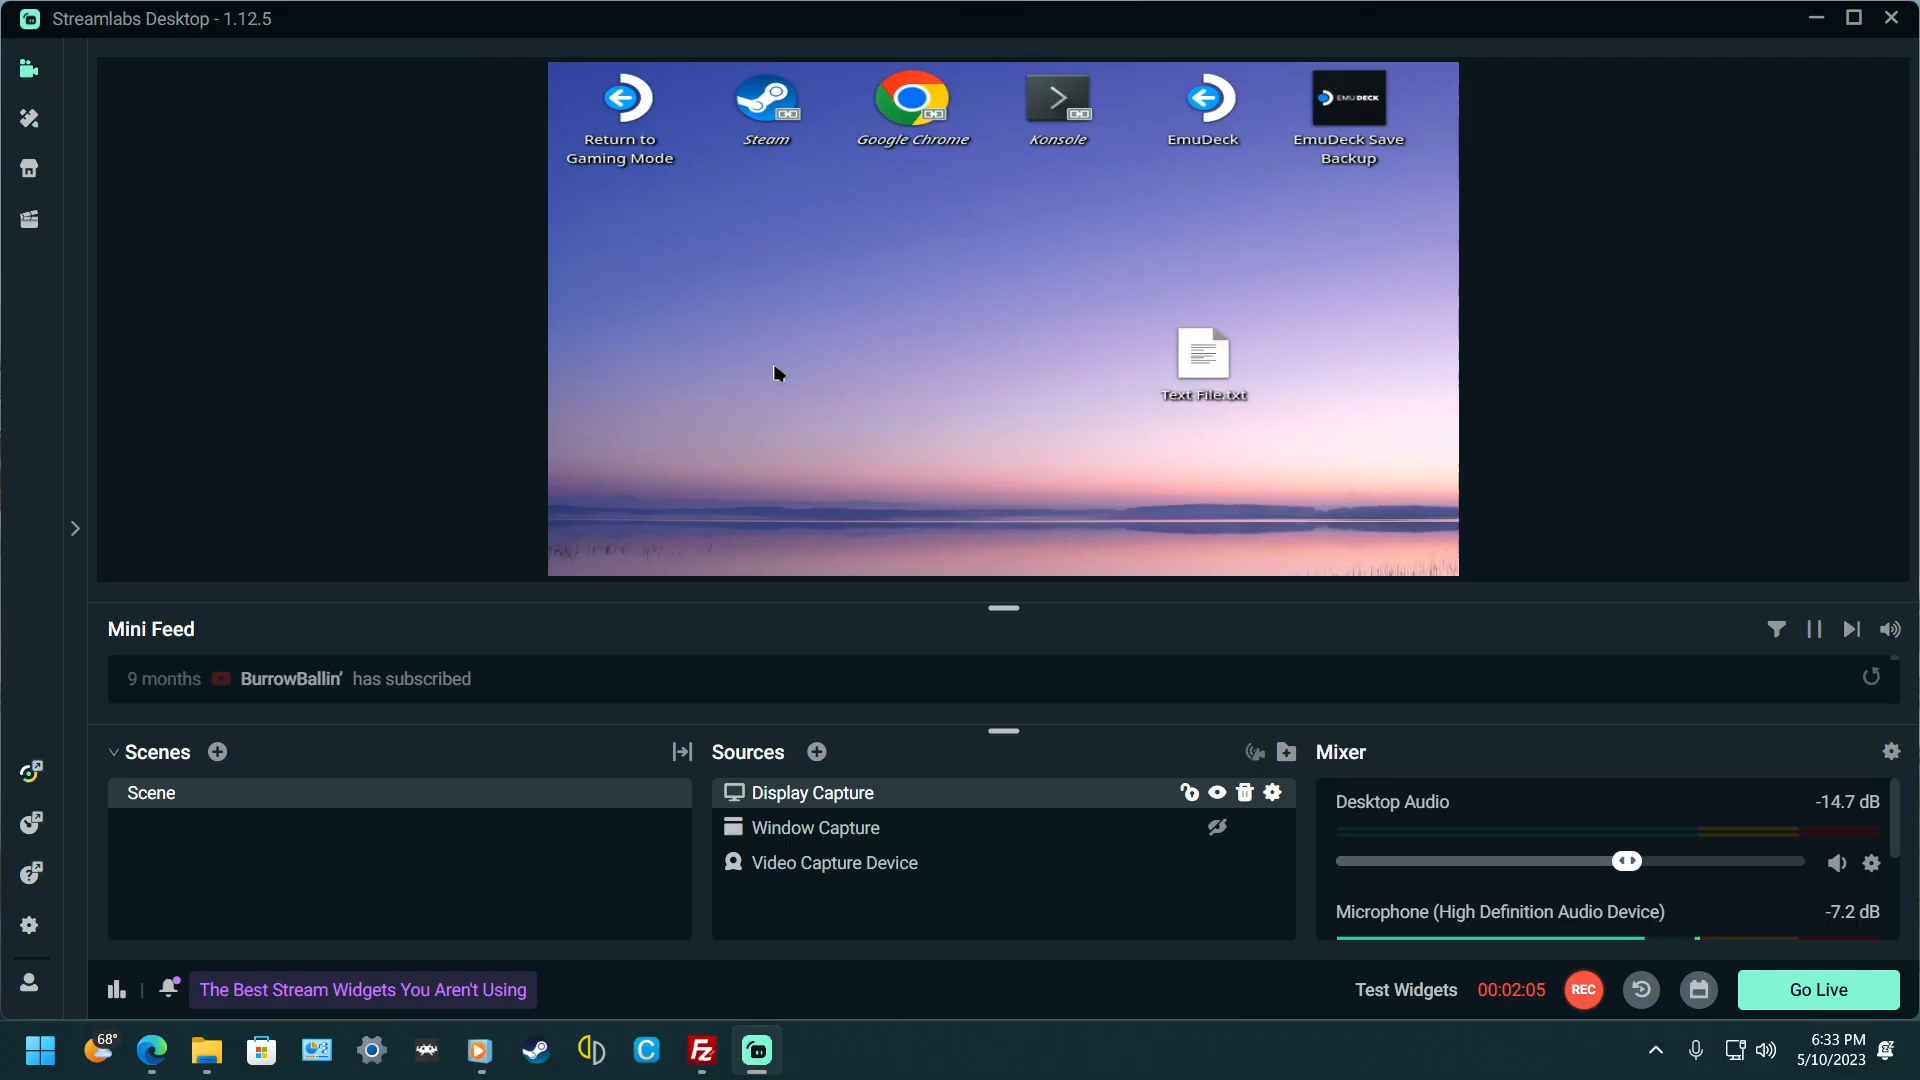 Streamlabs Desktop - 1.12.5
Return to
Gaming Mode
Steam
Google Chrome
Konsole
EmuDeck
EMUDECK
EmuDeck Save
Backup
Text File.txt
Mini Feed
9 months BurrowBallin' has subscribed
Scenes
Scene
Sources
Display Capture
Window Capture
Video Capture Device
Mixer
Desktop Audio -14.7 dB
Microphone (High Definition Audio Device) -7.2 dB
The Best Stream Widgets You Aren't Using
Test Widgets 00:02:05 REC Go Live
68°
Fz
C
6:33 PM
5/10/2023